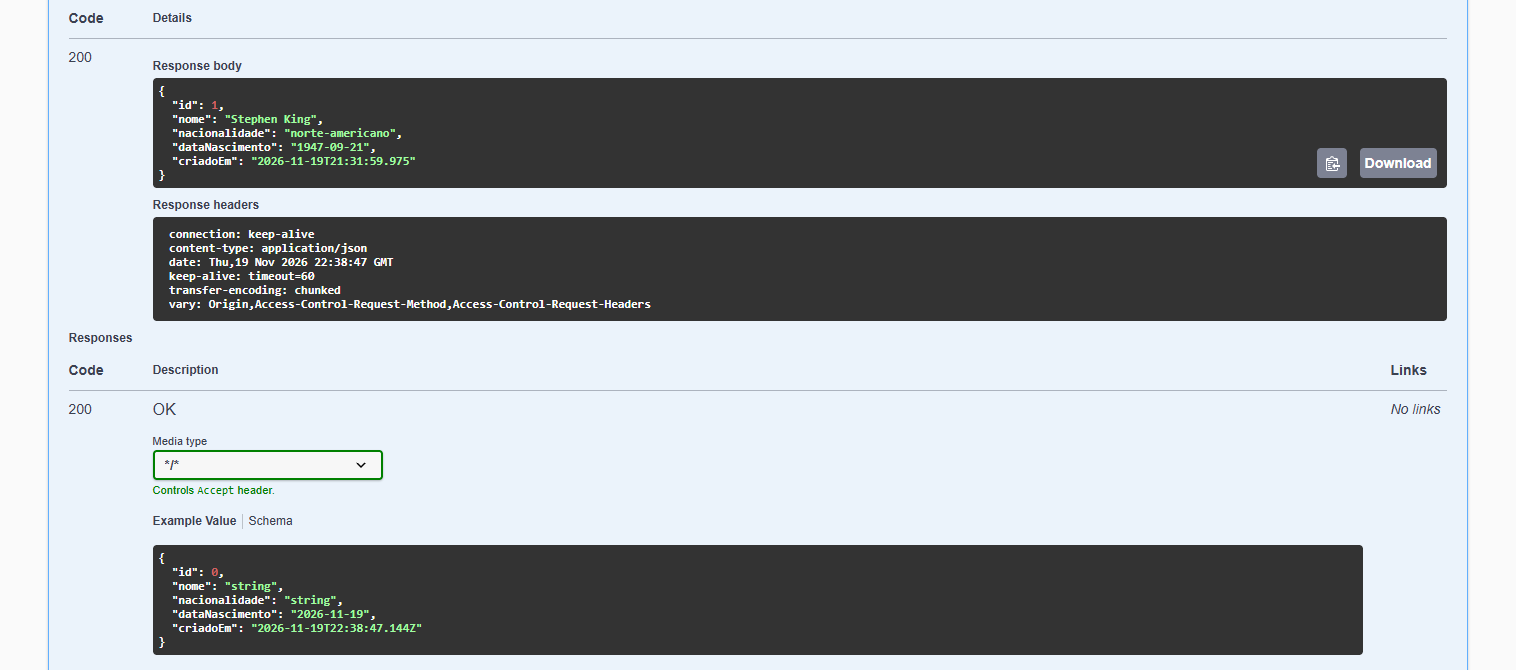 Code Details
200
Response body
{
  "id": 1,
  "nome": "Stephen King",
  "nacionalidade": "norte-americano",
  "dataNascimento": "1947-09-21",
  "criadoEm": "2026-11-19T21:31:59.975"
}
Download
Response headers
connection: keep-alive
content-type: application/json
date: Thu,19 Nov 2026 22:38:47 GMT
keep-alive: timeout=60
transfer-encoding: chunked
vary: Origin,Access-Control-Request-Method,Access-Control-Request-Headers
Responses
Code Description Links
200 OK No links
Media type
*/*
Controls Accept header.
Example Value Schema
{
  "id": 0,
  "nome": "string",
  "nacionalidade": "string",
  "dataNascimento": "2026-11-19",
  "criadoEm": "2026-11-19T22:38:47.144Z"
}